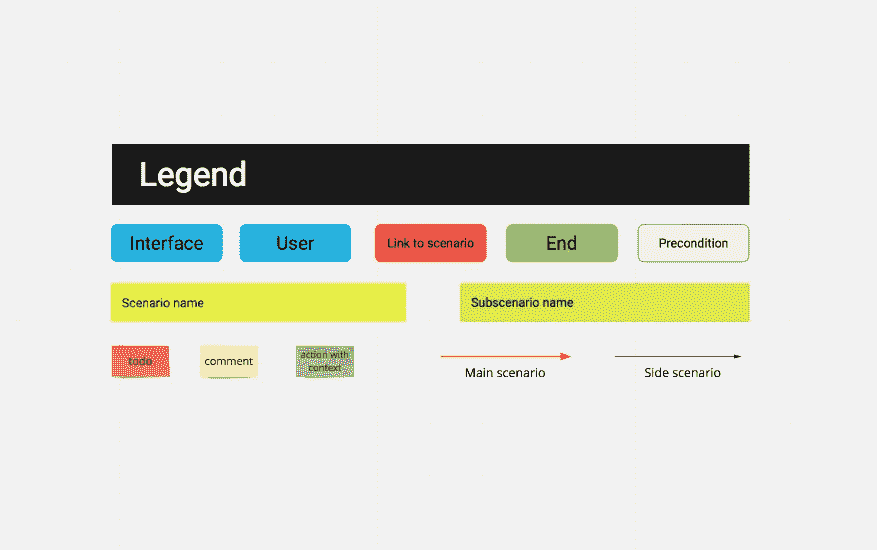 Legend
Interface
User
Link to scenario
End
Precondition
Scenario name
Subscenario name
todo
comment
action with
context
Main scenario
Side scenario